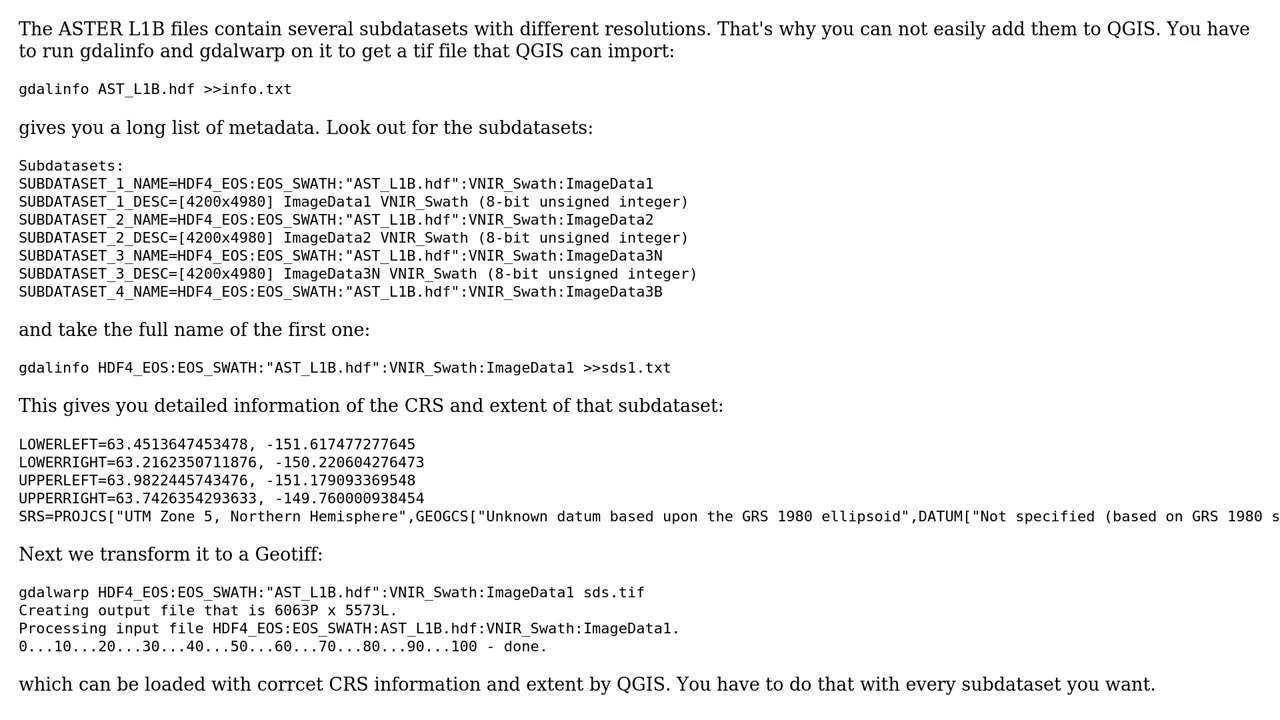 The ASTER L1B files contain several subdatasets with different resolutions. That's why you can not easily add them to QGIS. You have
to run gdalinfo and gdalwarp on it to get a tif file that QGIS can import:
gdalinfo AST_L1B.hdf >>info.txt
gives you a long list of metadata. Look out for the subdatasets:
Subdatasets:
SUBDATASET_1_NAME=HDF4_EOS:EOS_SWATH:"AST_L1B.hdf":VNIR_Swath:ImageData1
SUBDATASET_1_DESC=[4200x4980] ImageData1 VNIR_Swath (8-bit unsigned integer)
SUBDATASET_2_NAME=HDF4_EOS:EOS_SWATH:"AST_L1B.hdf":VNIR_Swath:ImageData2
SUBDATASET_2_DESC=[4200x4980] ImageData2 VNIR_Swath (8-bit unsigned integer)
SUBDATASET_3_NAME=HDF4_EOS:EOS_SWATH:"AST_L1B.hdf":VNIR_Swath:ImageData3N
SUBDATASET_3_DESC=[4200x4980] ImageData3N VNIR_Swath (8-bit unsigned integer)
SUBDATASET_4_NAME=HDF4_EOS:EOS_SWATH:"AST_L1B.hdf":VNIR_Swath:ImageData3B
and take the full name of the first one:
gdalinfo HDF4_EOS:EOS_SWATH:"AST_L1B.hdf":VNIR_Swath:ImageData1 >>sds1.txt
This gives you detailed information of the CRS and extent of that subdataset:
LOWERLEFT=63.4513647453478, -151.617477277645
LOWERRIGHT=63.2162350711876, -150.220604276473
UPPERLEFT=63.9822445743476, -151.179093369548
UPPERRIGHT=63.7426354293633, -149.760000938454
SRS=PROJCS["UTM Zone 5, Northern Hemisphere",GEOGCS["Unknown datum based upon the GRS 1980 ellipsoid",DATUM["Not specified (based on GRS 1980 s
Next we transform it to a Geotiff:
gdalwarp HDF4_EOS:EOS_SWATH:"AST_L1B.hdf":VNIR_Swath:ImageData1 sds.tif
Creating output file that is 6063P x 5573L.
Processing input file HDF4_EOS:EOS_SWATH:AST_L1B.hdf:VNIR_Swath:ImageData1.
0...10...20...30...40...50...60...70...80...90...100 - done.
which can be loaded with corrcet CRS information and extent by QGIS. You have to do that with every subdataset you want.